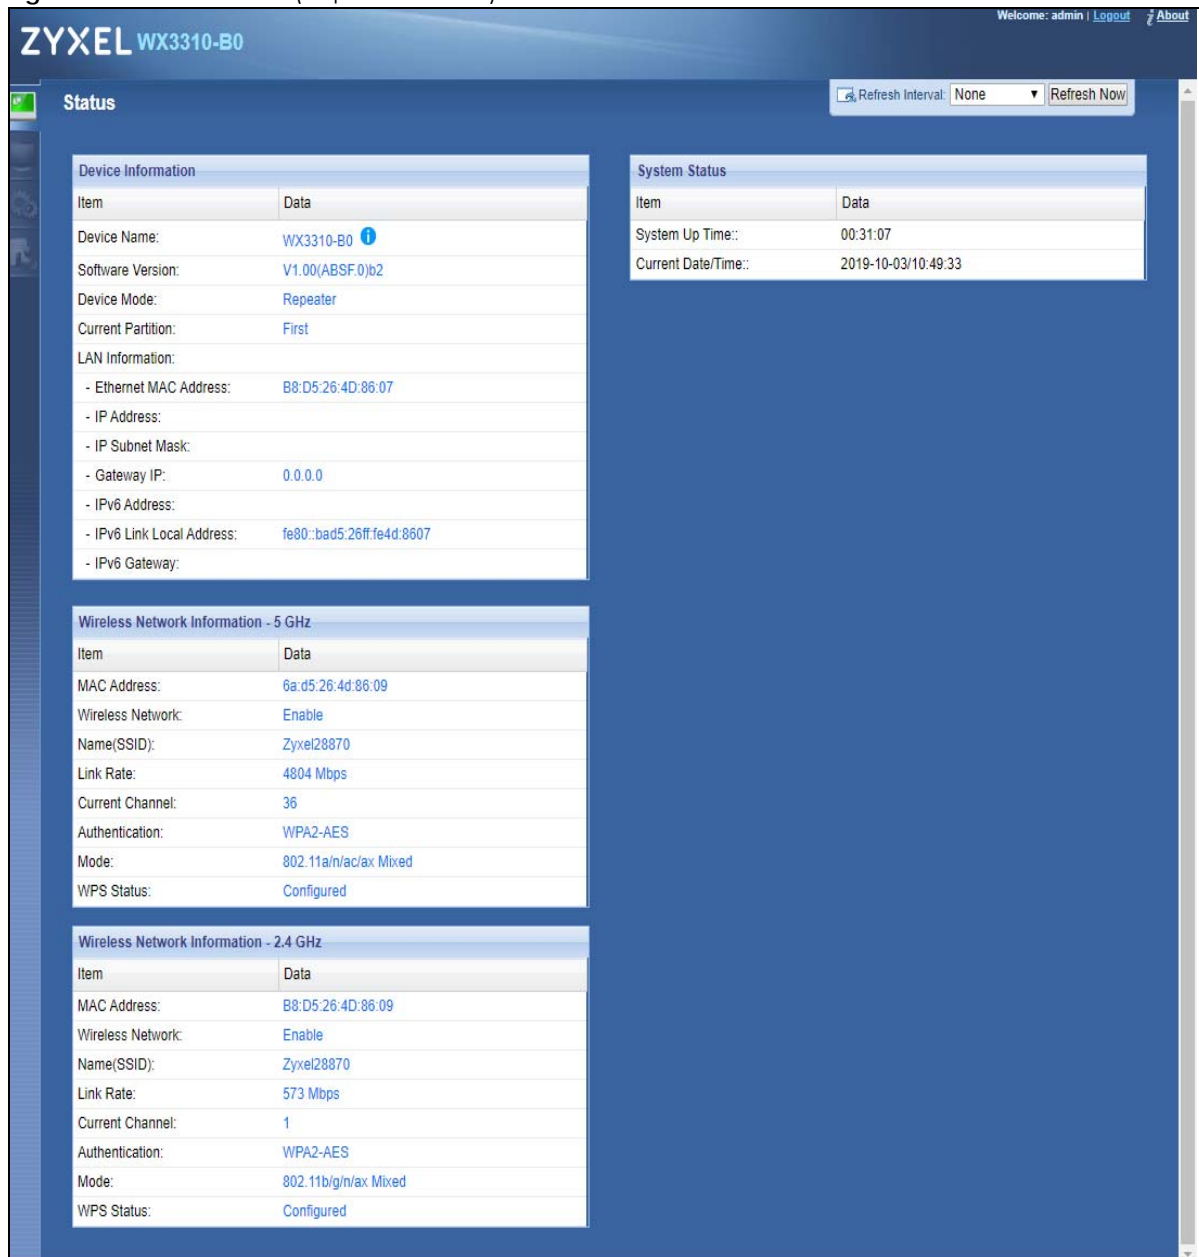 Welcome: admin | Logout i About
ZYXEL WX3310-B0
Status
Refresh Interval: None Refresh Now
Device Information
Item Data
Device Name: WX3310-B0
Software Version: V1.00(ABSF.0)b2
Device Mode: Repeater
Current Partition: First
LAN Information:
- Ethernet MAC Address: B8:D5:26:4D:86:07
- IP Address:
- IP Subnet Mask:
- Gateway IP: 0.0.0.0
- IPv6 Address:
- IPv6 Link Local Address: fe80::bad5:26ff:fe4d:8607
- IPv6 Gateway:
System Status
Item Data
System Up Time:: 00:31:07
Current Date/Time:: 2019-10-03/10:49:33
Wireless Network Information - 5 GHz
Item Data
MAC Address: 6a:d5:26:4d:86:09
Wireless Network: Enable
Name(SSID): Zyxel28870
Link Rate: 4804 Mbps
Current Channel: 36
Authentication: WPA2-AES
Mode: 802.11a/n/ac/ax Mixed
WPS Status: Configured
Wireless Network Information - 2.4 GHz
Item Data
MAC Address: B8:D5:26:4D:86:09
Wireless Network: Enable
Name(SSID): Zyxel28870
Link Rate: 573 Mbps
Current Channel: 1
Authentication: WPA2-AES
Mode: 802.11b/g/n/ax Mixed
WPS Status: Configured